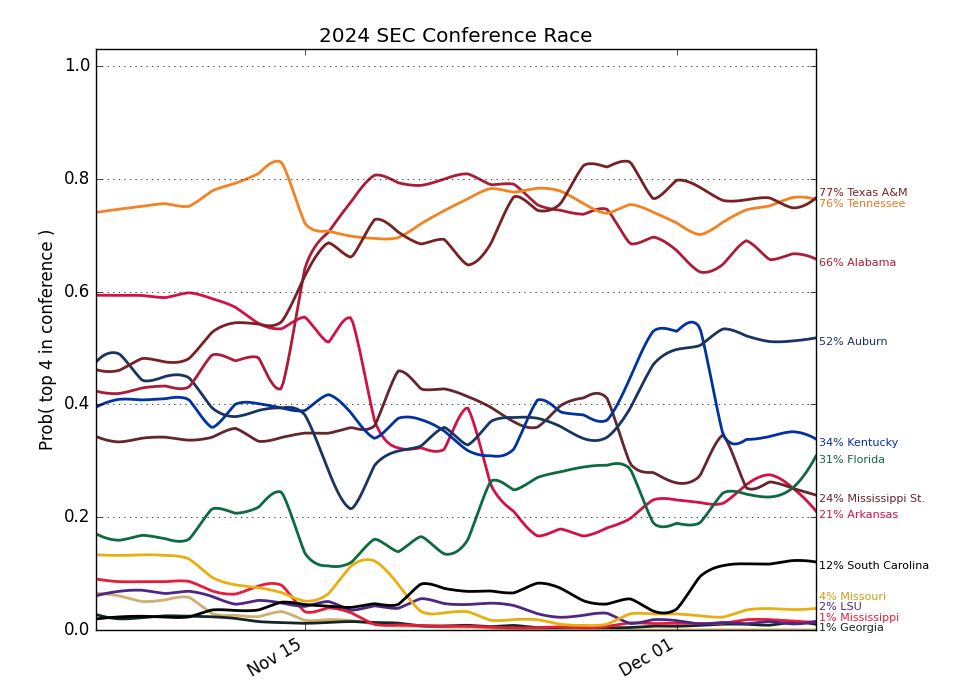 2024 SEC Conference Race
1.0
0.8
0.6
0.4
0.2
0.0
Prob( top 4 in conference )
Nov 15
Dec 01
77% Texas A&M
76% Tennessee
66% Alabama
52% Auburn
34% Kentucky
31% Florida
24% Mississippi St.
21% Arkansas
12% South Carolina
4% Missouri
2% LSU
1% Mississippi
1% Georgia